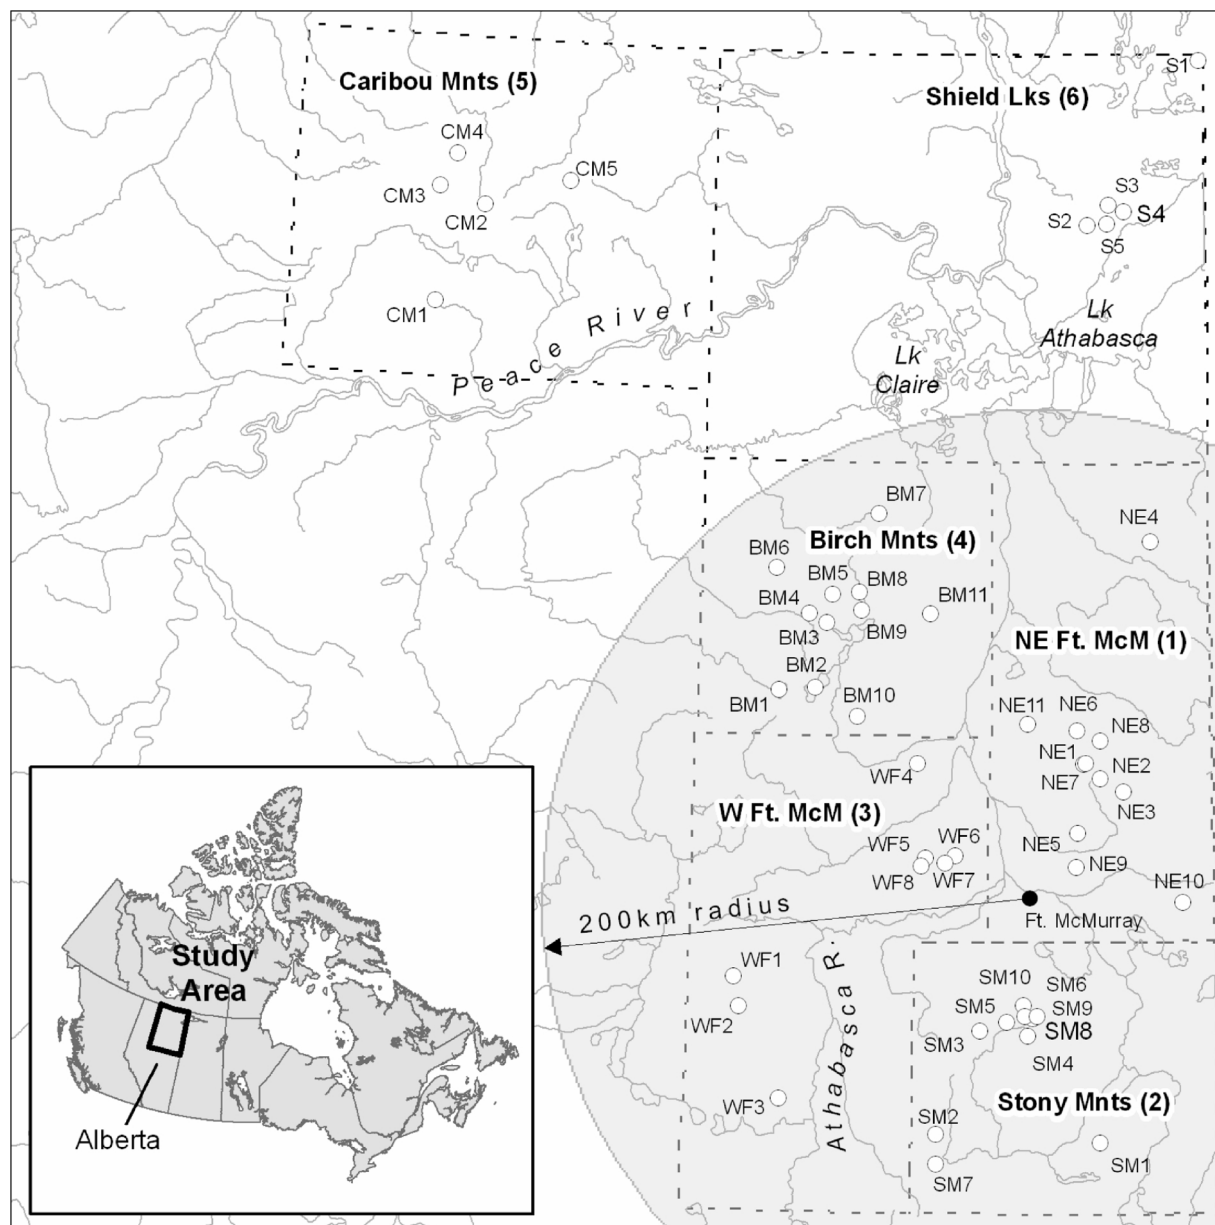 Caribou Mnts (5)
Shield Lks (6)
S1
CM4
CM3
CM5
CM2
CM1
S3
S4
S2
S5
Peace River
Lk
Athabasca
Lk
Claire
BM7
NE4
Birch Mnts (4)
BM6
BM5
BM8
BM4
BM11
BM3
BM9
NE Ft. McM (1)
BM2
BM1
BM10
NE11
NE6
NE8
NE1
NE2
NE7
NE3
WF4
W Ft. McM (3)
NE5
WF5
WF6
WF8
WF7
NE9
NE10
200km radius
Ft. McMurray
WF1
WF2
WF3
Athabasca R.
SM10
SM6
SM5
SM9
SM8
SM3
SM4
Stony Mnts (2)
SM2
SM1
SM7
Study
Area
Alberta